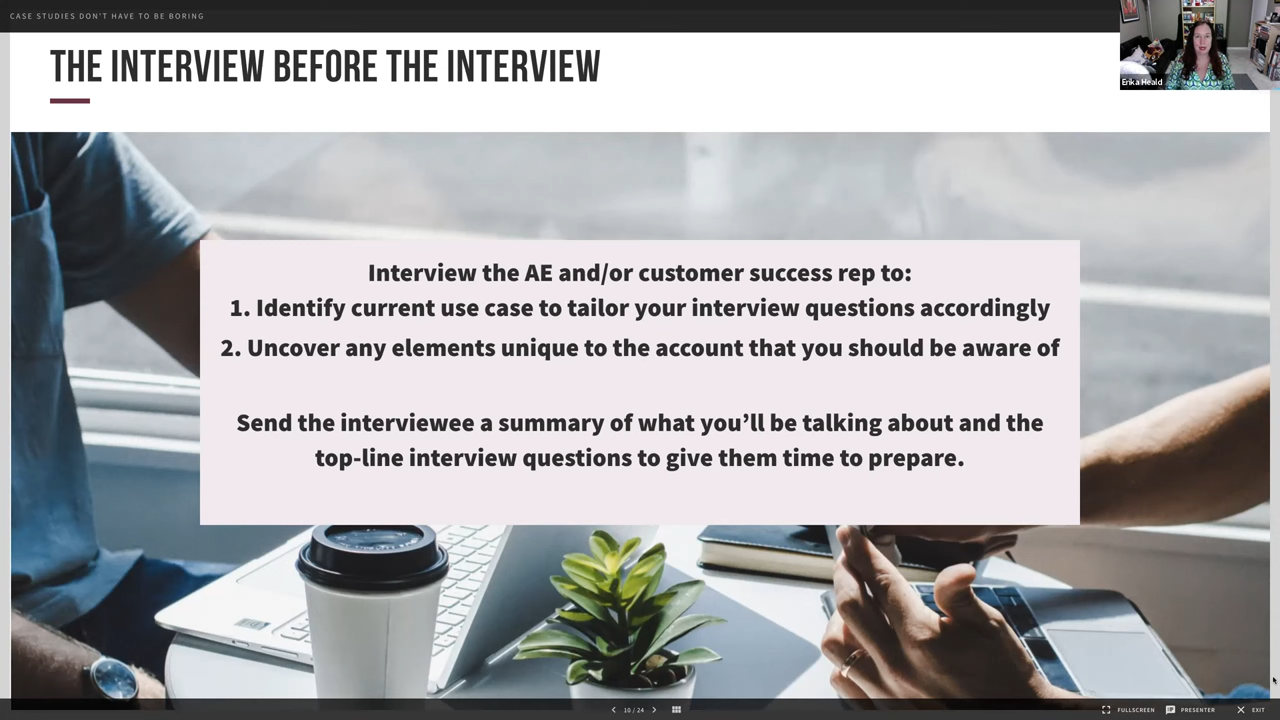 CASE STUDIES DON'T HAVE TO BE BORING
THE INTERVIEW BEFORE THE INTERVIEW
Erika Heald
Interview the AE and/or customer success rep to:
1. Identify current use case to tailor your interview questions accordingly
2. Uncover any elements unique to the account that you should be aware of
Send the interviewee a summary of what you’ll be talking about and the
top-line interview questions to give them time to prepare.
10 / 24
FULLSCREEN
PRESENTER
EXIT